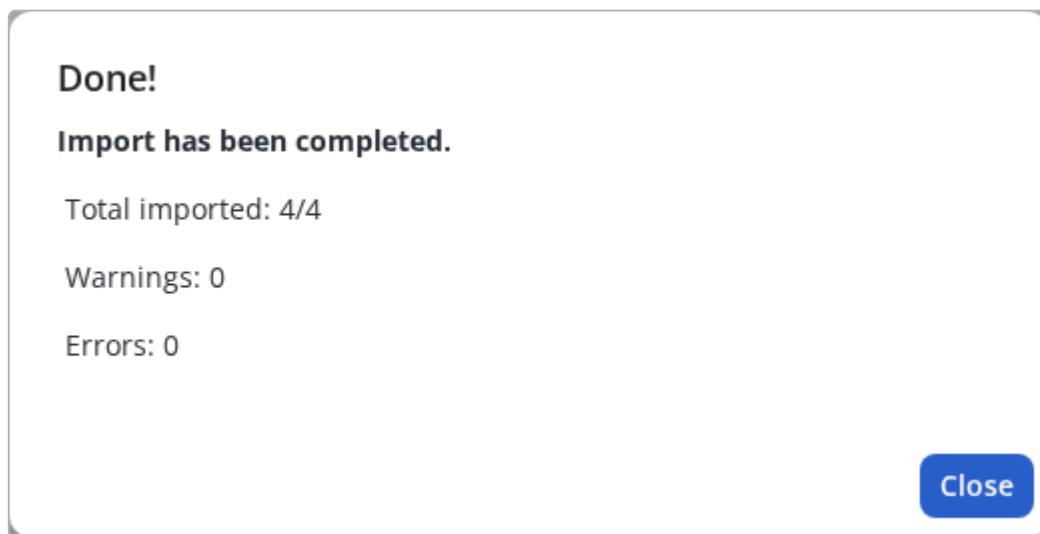 Done!
Import has been completed.
Total imported: 4/4
Warnings: 0
Errors: 0
Close